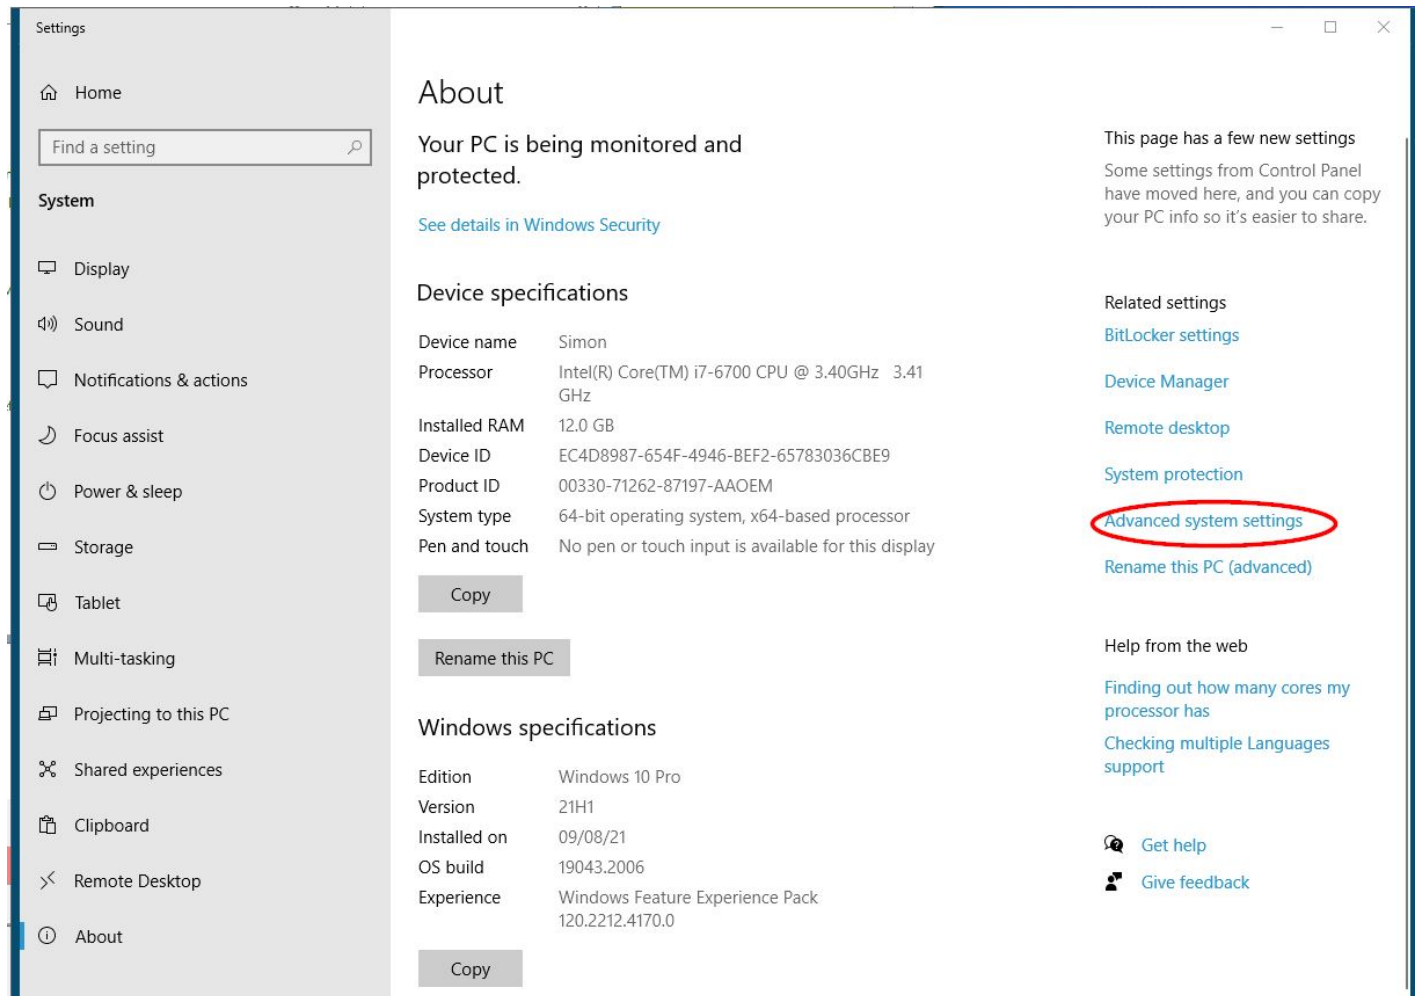 Settings
Home
Find a setting
System
Display
Sound
Notifications & actions
Focus assist
Power & sleep
Storage
Tablet
Multi-tasking
Projecting to this PC
Shared experiences
Clipboard
Remote Desktop
About
About
Your PC is being monitored and
protected.
See details in Windows Security
Device specifications
Device name Simon
Processor Intel(R) Core(TM) i7-6700 CPU @ 3.40GHz 3.41
GHz
Installed RAM 12.0 GB
Device ID EC4D8987-654F-4946-BEF2-65783036CBE9
Product ID 00330-71262-87197-AAOEM
System type 64-bit operating system, x64-based processor
Pen and touch No pen or touch input is available for this display
Copy
Rename this PC
Windows specifications
Edition Windows 10 Pro
Version 21H1
Installed on 09/08/21
OS build 19043.2006
Experience Windows Feature Experience Pack
120.2212.4170.0
Copy
This page has a few new settings
Some settings from Control Panel
have moved here, and you can copy
your PC info so it's easier to share.
Related settings
BitLocker settings
Device Manager
Remote desktop
System protection
Advanced system settings
Rename this PC (advanced)
Help from the web
Finding out how many cores my
processor has
Checking multiple Languages
support
Get help
Give feedback